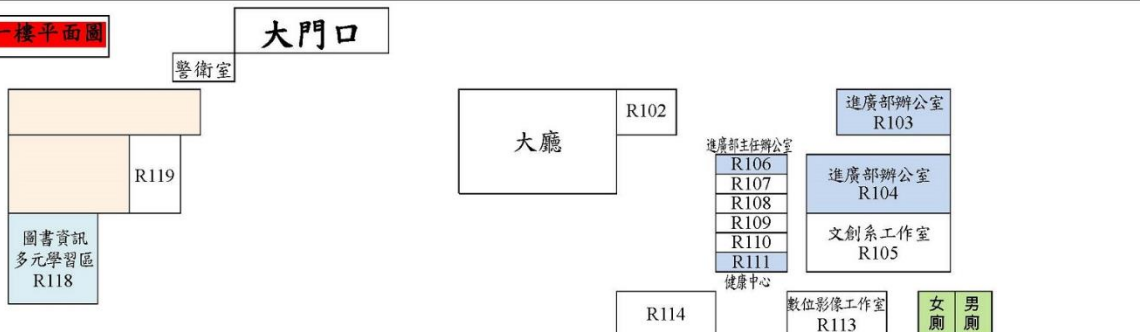 一樓平面圖
大門口
警衛室
R102
進廣部辦公室
R103
大廳
進廣部主任辦公室
R106
R107
R108
R109
R110
R111
健康中心
進廣部辦公室
R104
文創系工作室
R105
R119
圖書資訊
多元學習區
R118
R114
數位影像工作室
R113
女廁
男廁